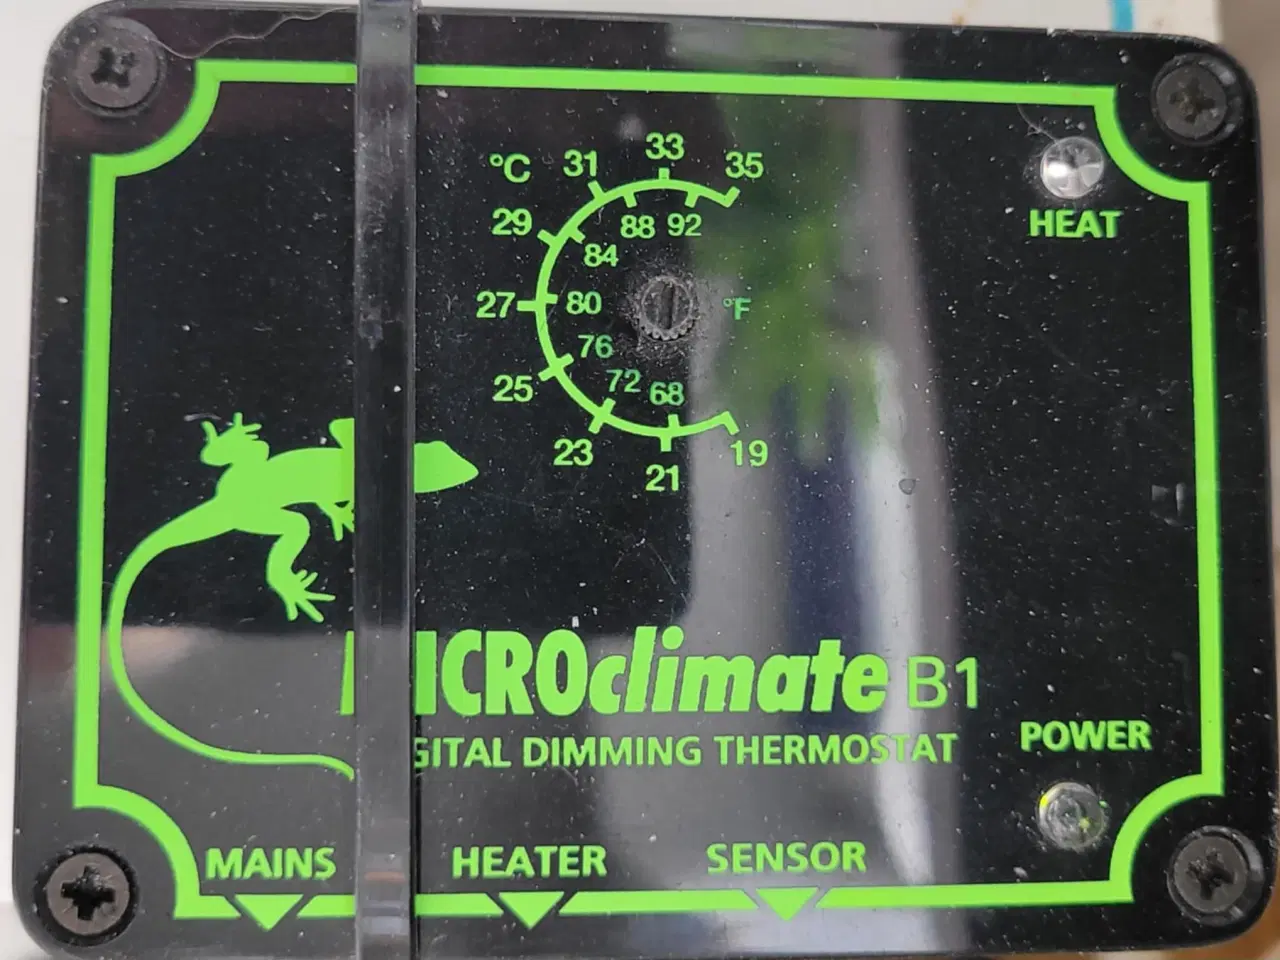 °C 31 33 35
29 88 92
84
27 80 °F
76
25 72 68
23 21 19
HEAT
MICROclimate B1
GITAL DIMMING THERMOSTAT
POWER
MAINS HEATER SENSOR